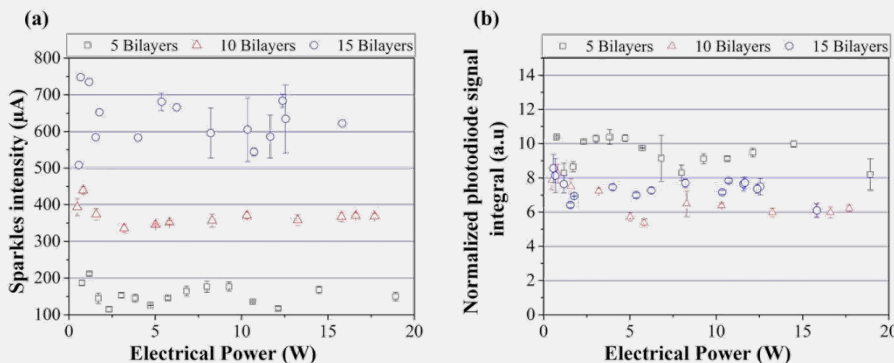 (a)
5 Bilayers
10 Bilayers
15 Bilayers
Sparkles intensity (µA)
800
700
600
500
400
300
200
100
0
5
10
15
20
Electrical Power (W)
(b)
5 Bilayers
10 Bilayers
15 Bilayers
Normalized photodiode signal
integral (a.u)
14
12
10
8
6
4
2
0
0
5
10
15
20
Electrical Power (W)